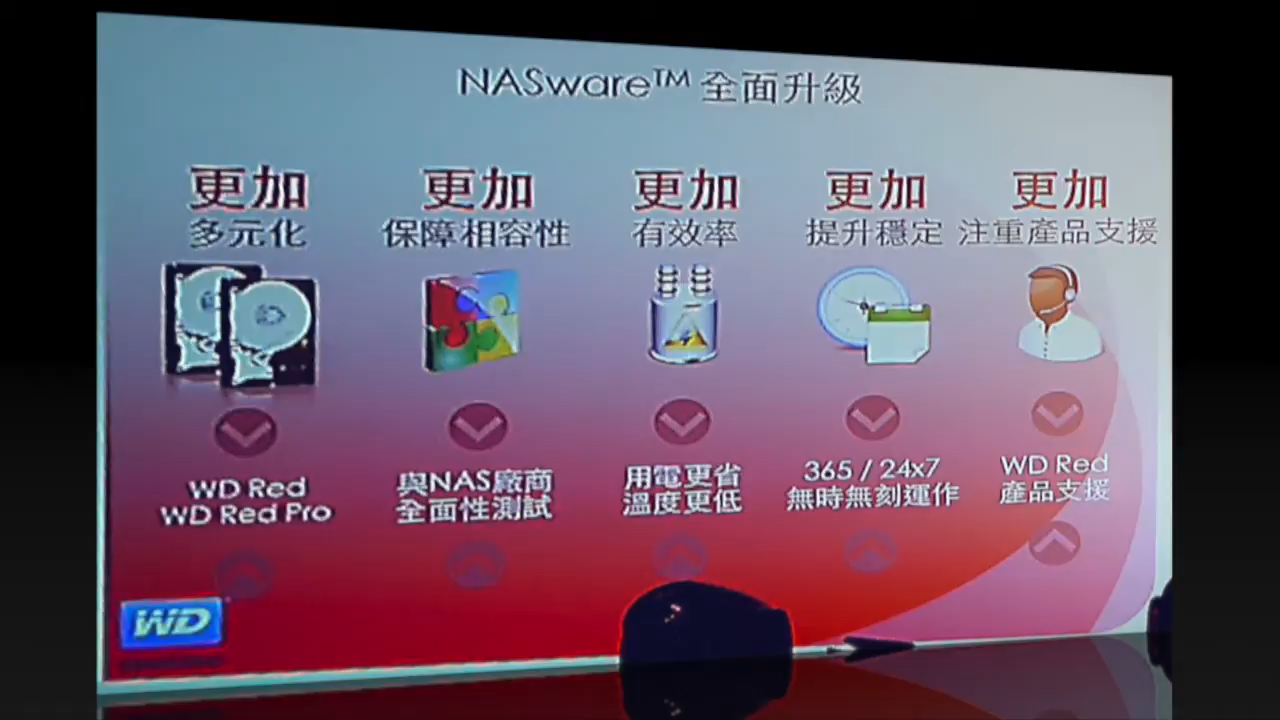 NASware™ 全面升級
更加
多元化
更加
保障相容性
更加
有效率
更加
提升穩定
更加
注重產品支援
WD Red
WD Red Pro
與NAS廠商
全面性測試
用電更省
溫度更低
365 / 24x7
無時無刻運作
WD Red
產品支援
WD